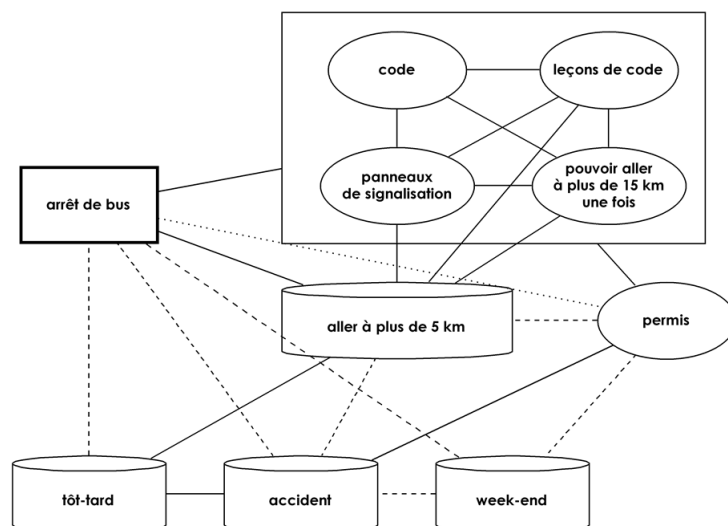 code
leçons de code
panneaux
de signalisation
pouvoir aller
à plus de 15 km
une fois
arrêt de bus
aller à plus de 5 km
permis
tôt-tard
accident
week-end